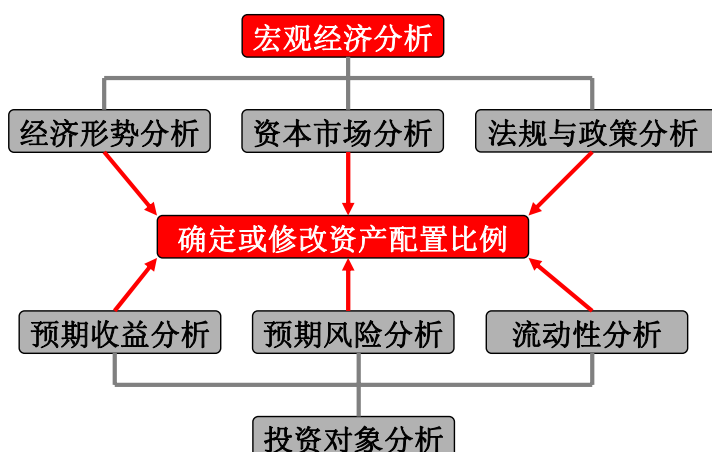 宏观经济分析
经济形势分析
资本市场分析
法规与政策分析
确定或修改资产配置比例
预期收益分析
预期风险分析
流动性分析
投资对象分析